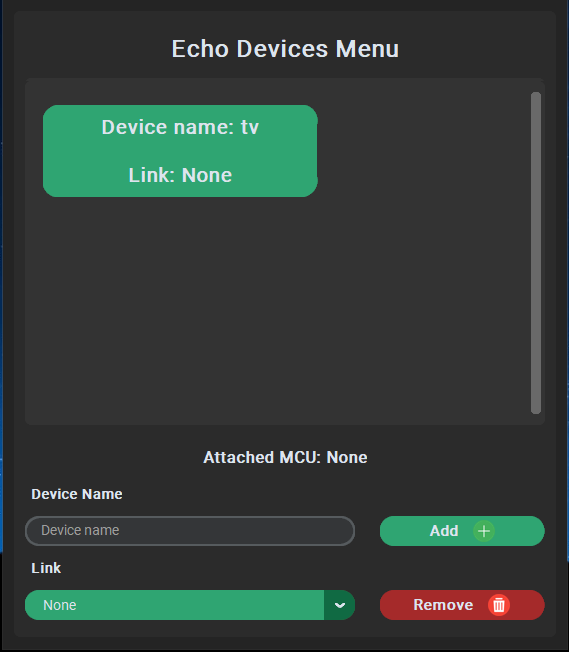 Echo Devices Menu
Device name: tv
Link: None
Attached MCU: None
Device Name
Device name
Add
Link
None
Remove